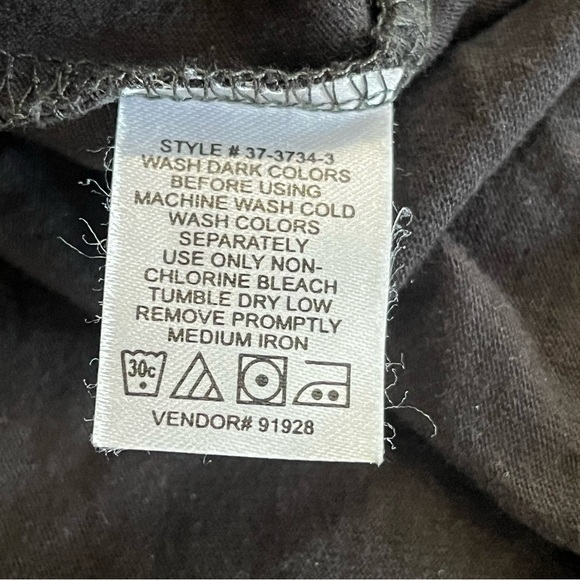 STYLE # 37-3734-3
WASH DARK COLORS
BEFORE USING
MACHINE WASH COLD
WASH COLORS
SEPARATELY
USE ONLY NON-
CHLORINE BLEACH
TUMBLE DRY LOW
REMOVE PROMPTLY
MEDIUM IRON
30c
VENDOR# 91928